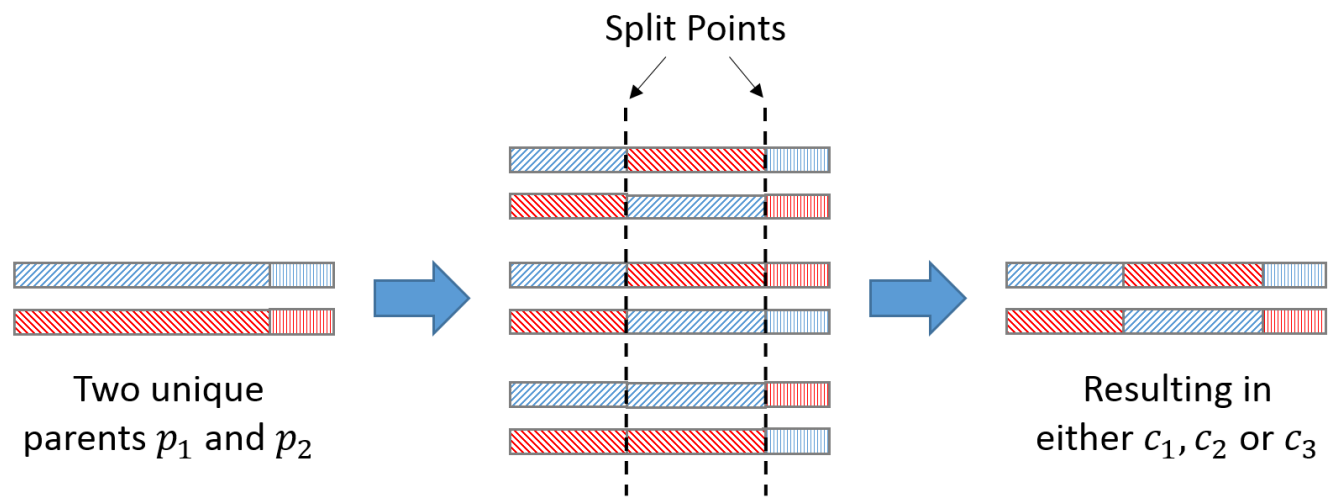 Split Points
Two unique
parents p₁ and p₂
Resulting in
either c₁, c₂ or c₃